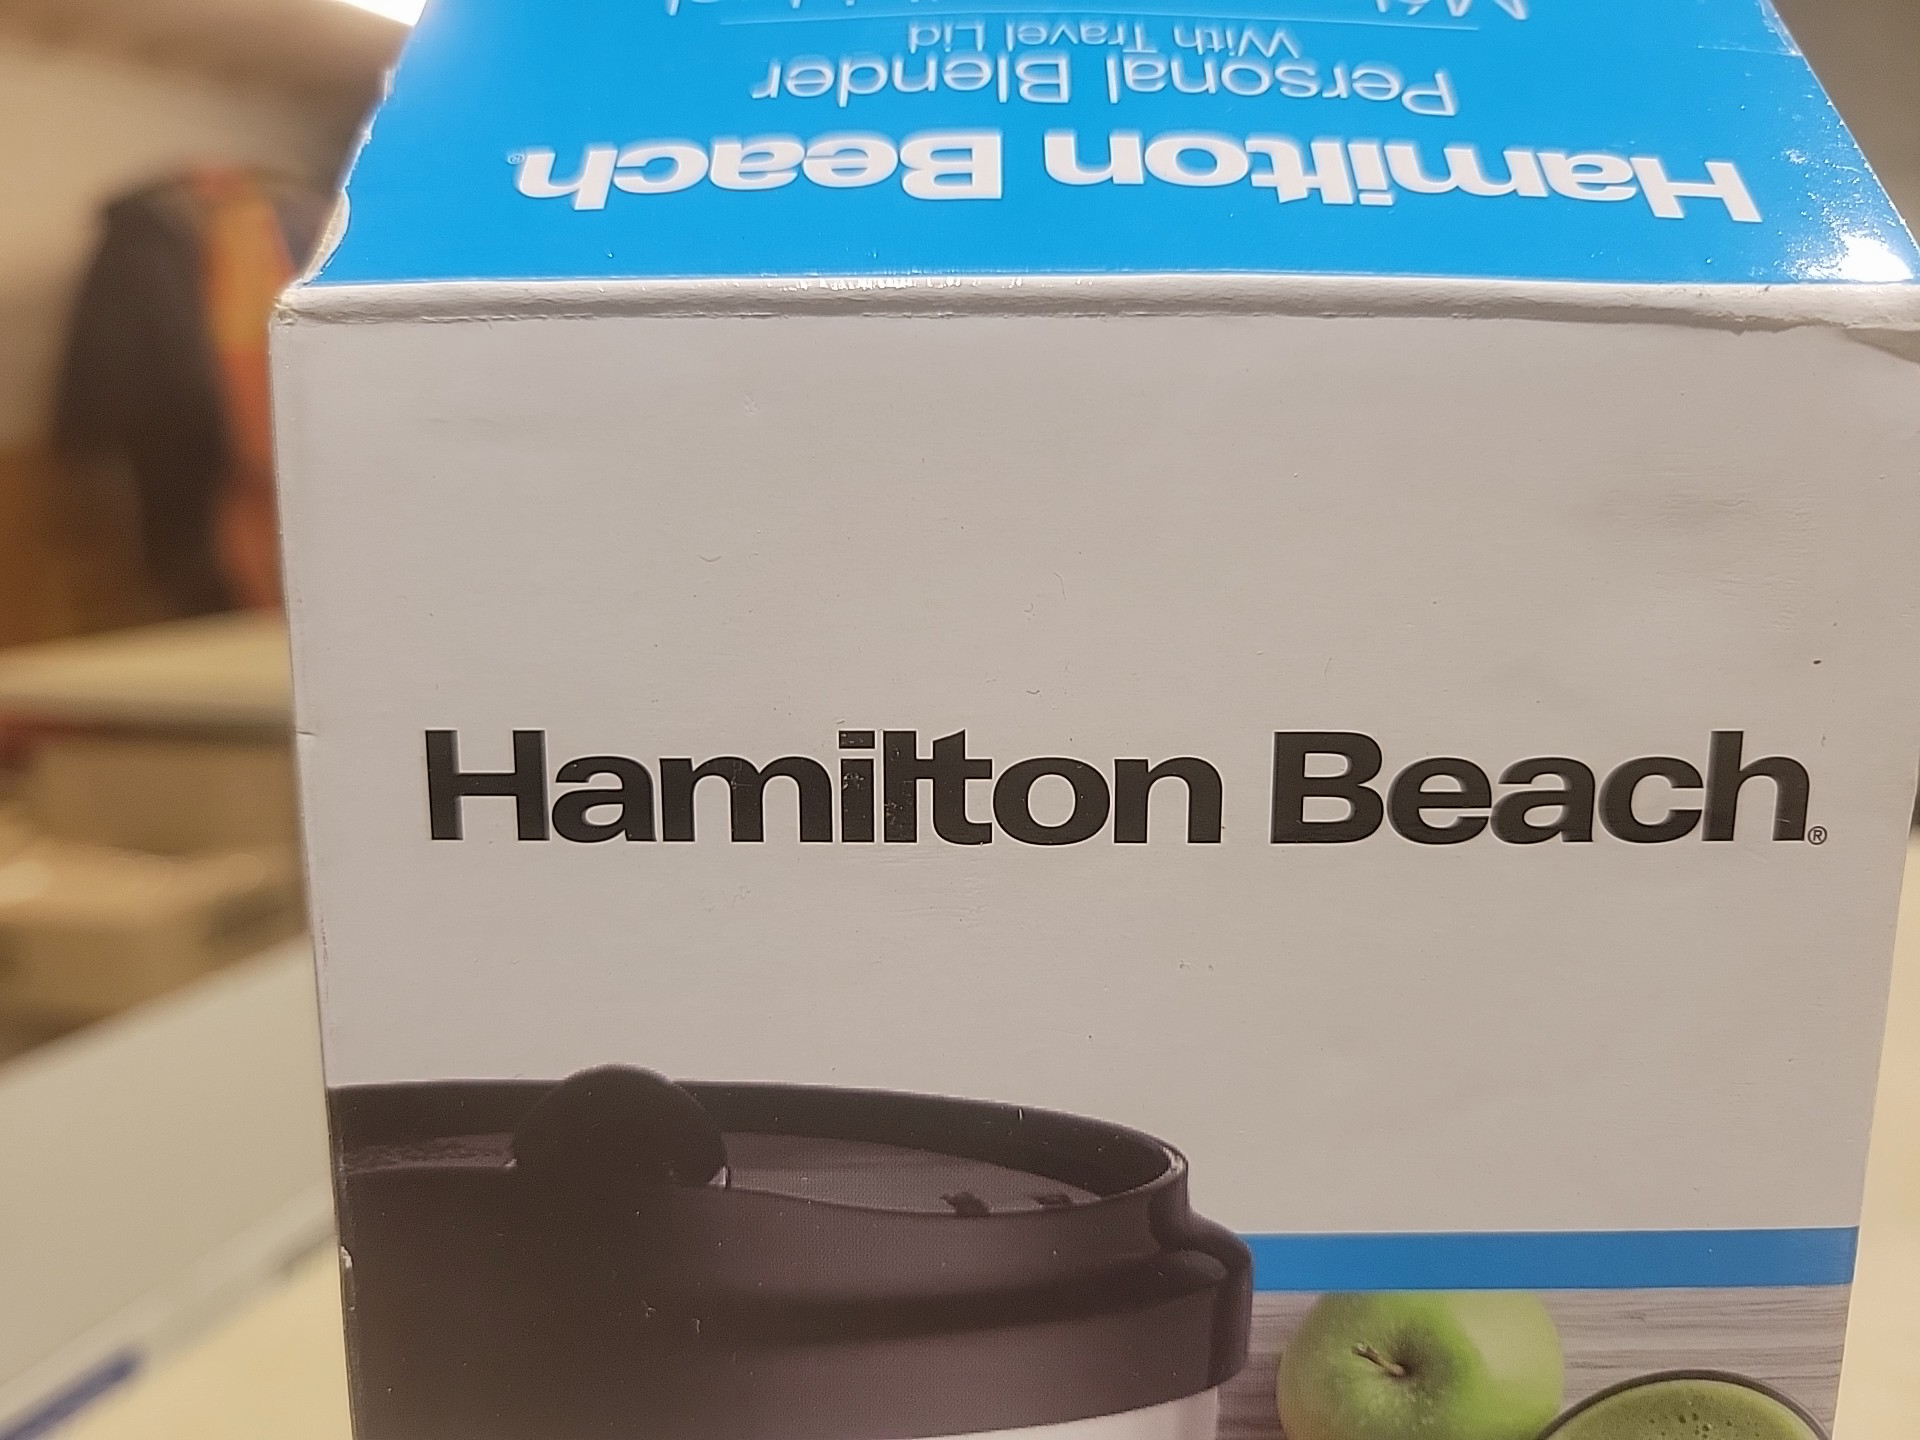 Hamilton Beach®
Personal Blender
With Travel Lid
Hamilton Beach®